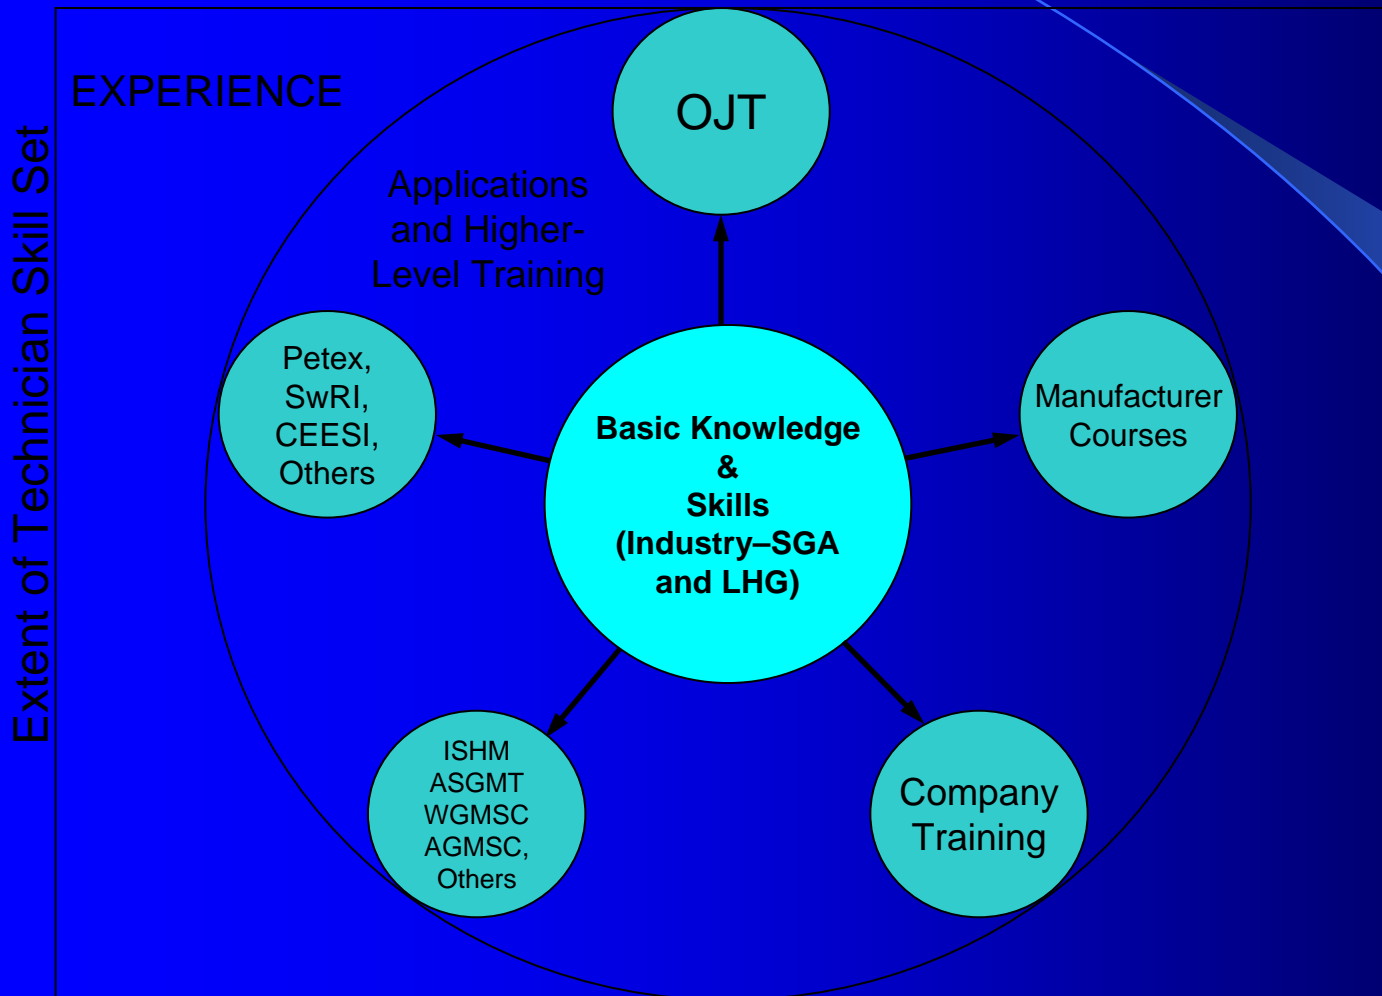 Extent of Technician Skill Set
EXPERIENCE
OJT
Applications
and Higher-
Level Training
Petex,
SwRI,
CEESI,
Others
Manufacturer
Courses
Basic Knowledge
&
Skills
(Industry–SGA
and LHG)
ISHM
ASGMT
WGMSC
AGMSC,
Others
Company
Training